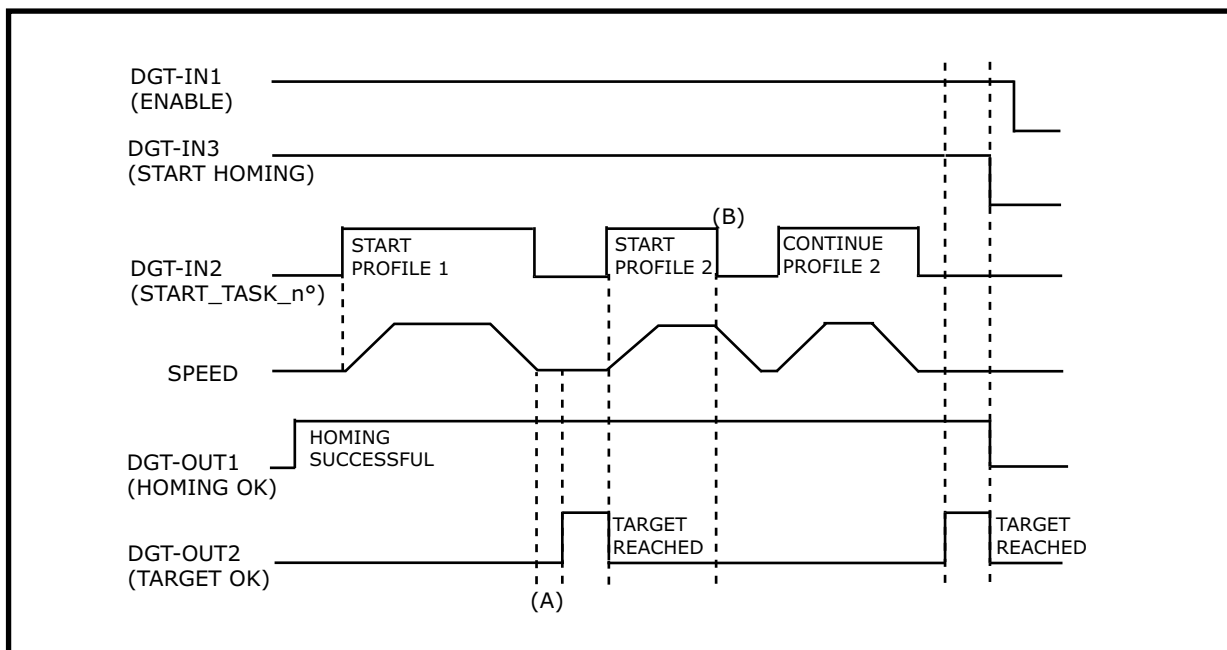 DGT-IN1
(ENABLE)
DGT-IN3
(START HOMING)
(B)
START
PROFILE 1
START
PROFILE 2
CONTINUE
PROFILE 2
DGT-IN2
(START_TASK_n°)
SPEED
HOMING
SUCCESSFUL
DGT-OUT1
(HOMING OK)
TARGET
REACHED
TARGET
REACHED
DGT-OUT2
(TARGET OK)
(A)